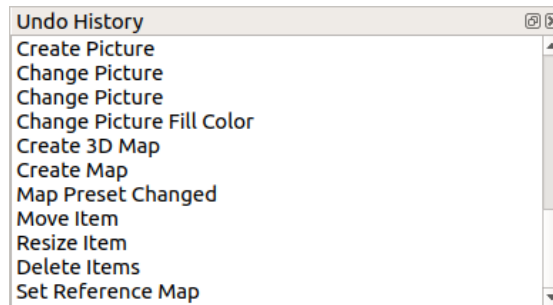 Undo History
Create Picture
Change Picture
Change Picture
Change Picture Fill Color
Create 3D Map
Create Map
Map Preset Changed
Move Item
Resize Item
Delete Items
Set Reference Map